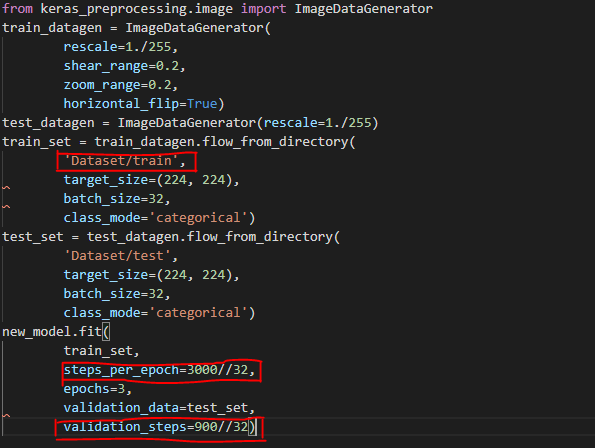 from keras_preprocessing.image import ImageDataGenerator
train_datagen = ImageDataGenerator(
        rescale=1./255,
        shear_range=0.2,
        zoom_range=0.2,
        horizontal_flip=True)
test_datagen = ImageDataGenerator(rescale=1./255)
train_set = train_datagen.flow_from_directory(
        'Dataset/train',
        target_size=(224, 224),
        batch_size=32,
        class_mode='categorical')
test_set = test_datagen.flow_from_directory(
        'Dataset/test',
        target_size=(224, 224),
        batch_size=32,
        class_mode='categorical')
new_model.fit(
        train_set,
        steps_per_epoch=3000//32,
        epochs=3,
        validation_data=test_set,
        validation_steps=900//32)